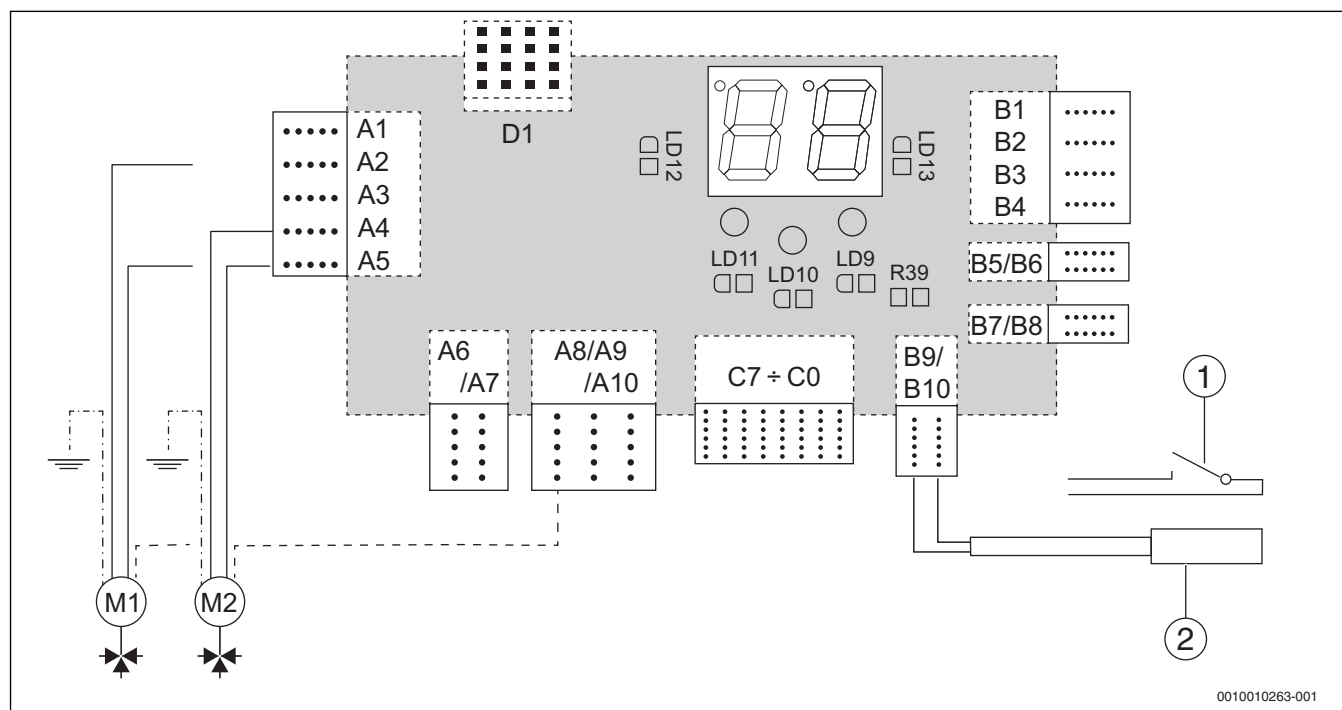 D1
A1
A2
A3
A4
A5
LD12
LD13
LD11
LD10
LD9
R39
B1
B2
B3
B4
B5/B6
B7/B8
A6
/A7
A8/A9
/A10
C7 ÷ C0
B9/
B10
1
2
M1
M2
0010010263-001